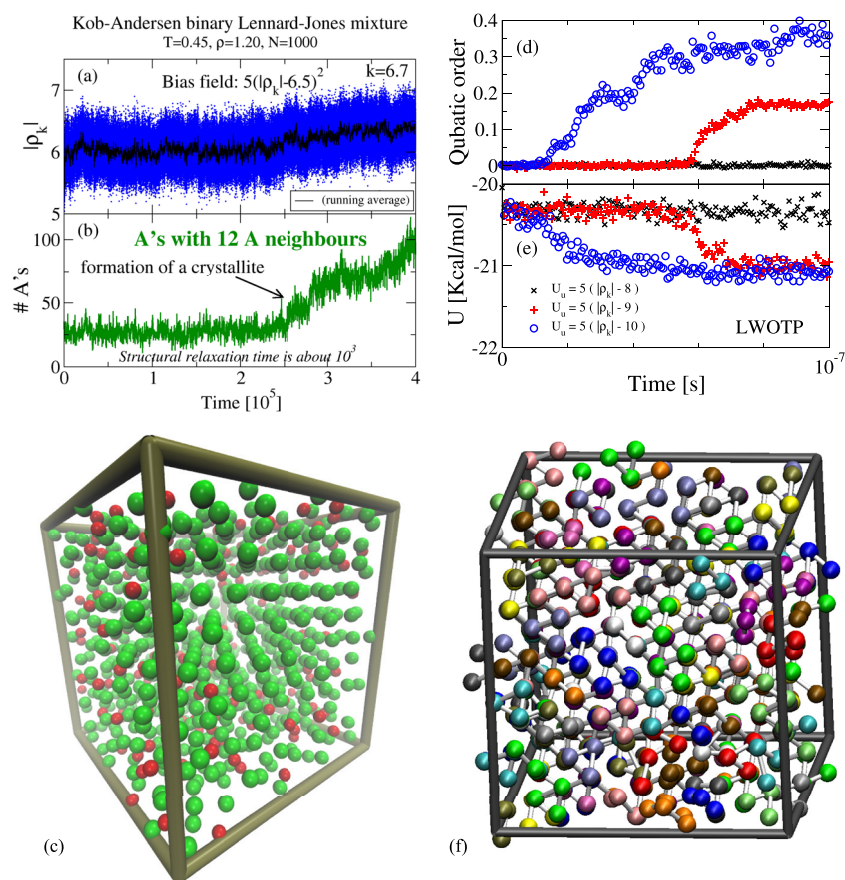 Kob-Andersen binary Lennard-Jones mixture
T=0.45, ρ=1.20, N=1000
(a)
Bias field: 5(|ρk|-6.5)²
k=6.7
7
6
5
|ρk|
(running average)
(b)
A's with 12 A neighbours
formation of a crystallite
100
50
0
# A's
Structural relaxation time is about 10³
0
1
2
3
4
Time [10⁵]
(c)
(d)
0.4
0.3
0.2
0.1
0
Qubatic order
-20
-21
-22
U [Kcal/mol]
(e)
Uu = 5 ( |ρk| - 8 )
Uu = 5 ( |ρk| - 9 )
Uu = 5 ( |ρk| - 10 )
LWOTP
0
10⁻⁷
Time [s]
(f)